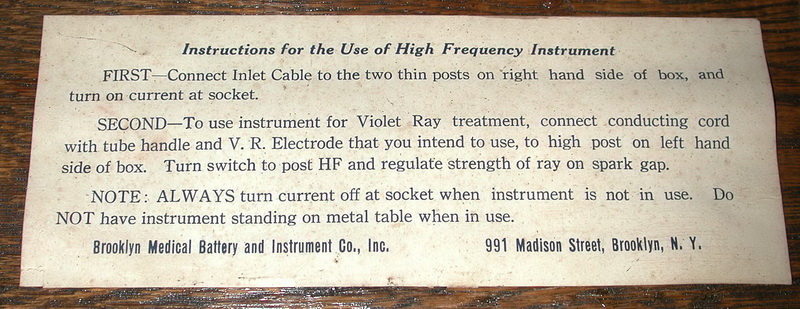 Instructions for the Use of High Frequency Instrument
FIRST—Connect Inlet Cable to the two thin posts on right hand side of box, and
turn on current at socket.
SECOND—To use instrument for Violet Ray treatment, connect conducting cord
with tube handle and V. R. Electrode that you intend to use, to high post on left hand
side of box. Turn switch to post HF and regulate strength of ray on spark gap.
NOTE: ALWAYS turn current off at socket when instrument is not in use. Do
NOT have instrument standing on metal table when in use.
Brooklyn Medical Battery and Instrument Co., Inc. 991 Madison Street, Brooklyn, N. Y.